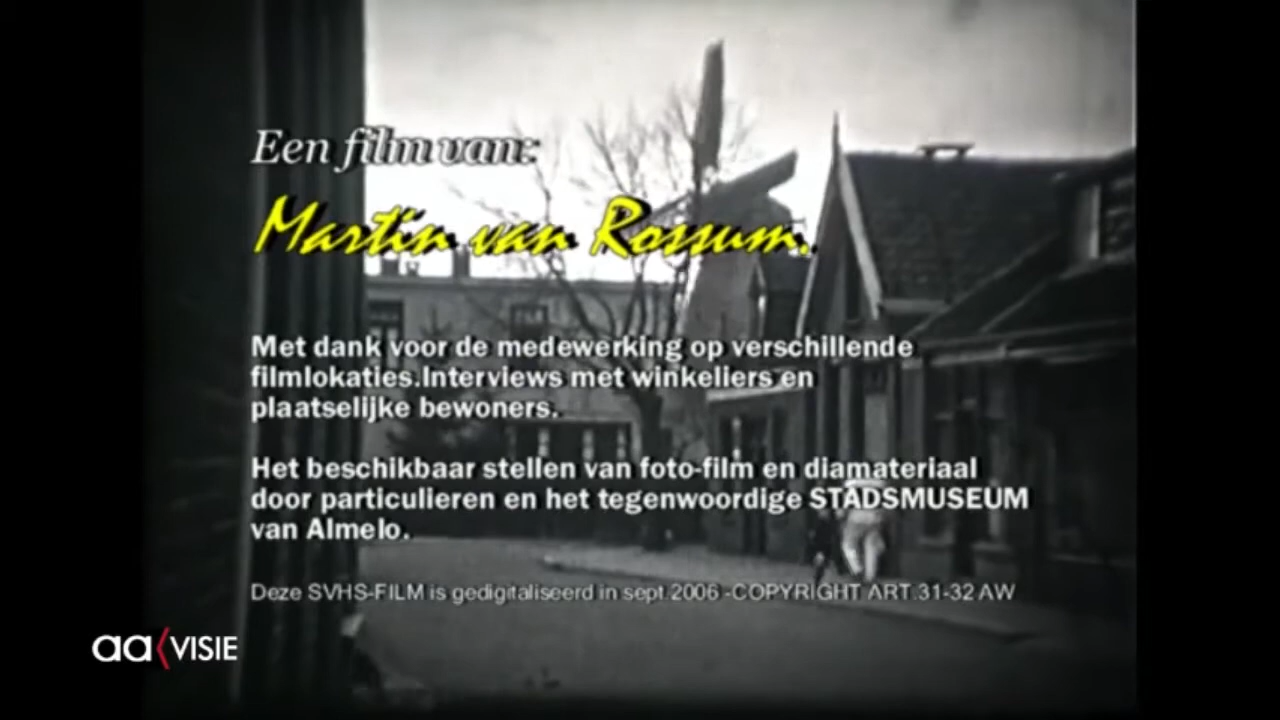 Een film van:
Martin van Rossum.
Met dank voor de medewerking op verschillende
filmlokaties.Interviews met winkeliers en
plaatselijke bewoners.
Het beschikbaar stellen van foto-film en diamateriaal
door particulieren en het tegenwoordige STADSMUSEUM
van Almelo.
Deze SVHS-FILM is gedigitaliseerd in sept.2006 -COPYRIGHT ART.31-32 AW
aa VISIE